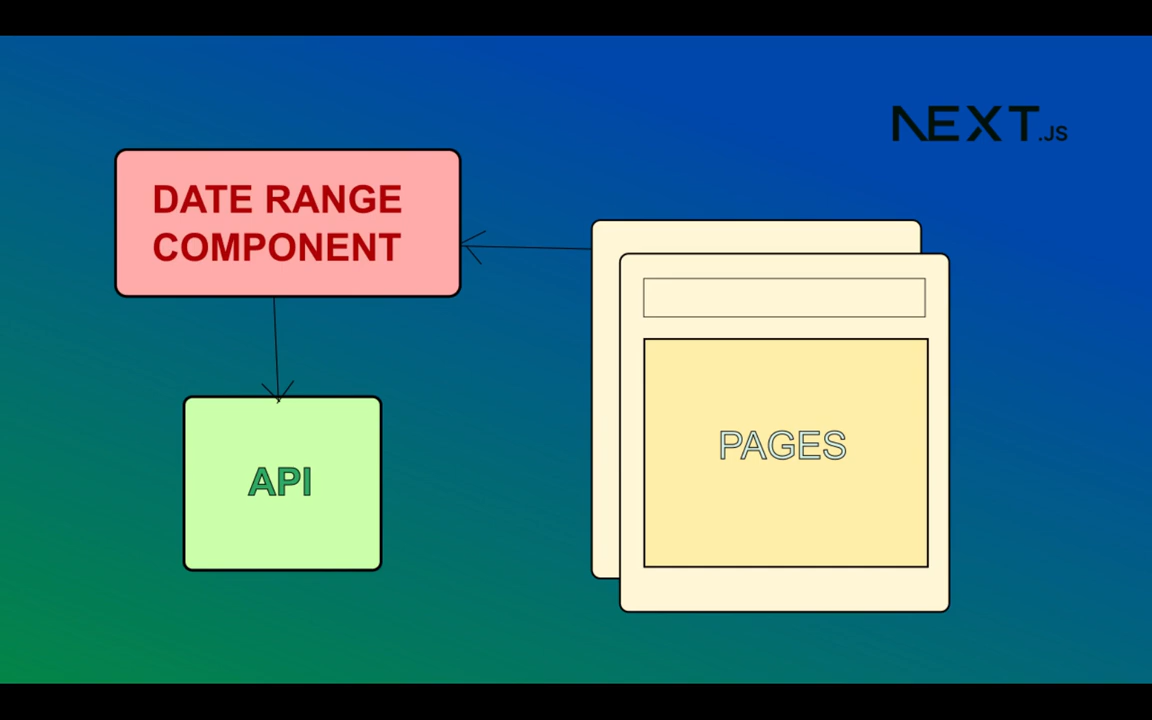 NEXT.JS
DATE RANGE
COMPONENT
PAGES
API